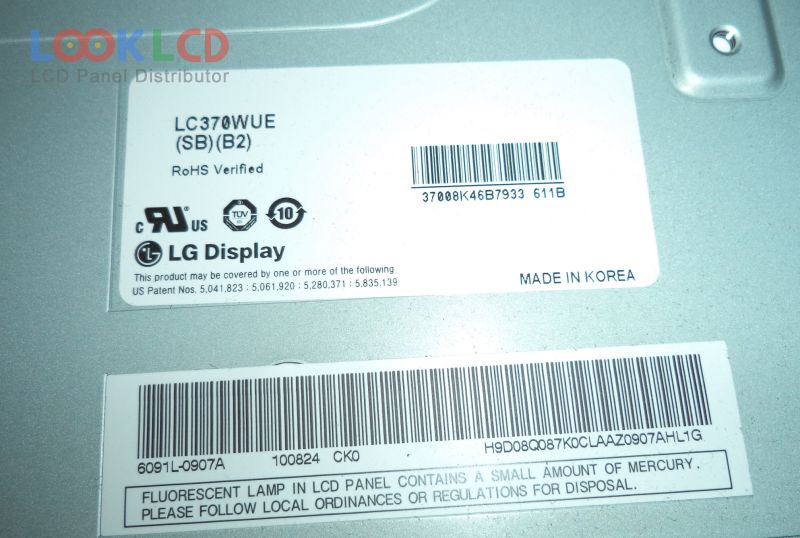 LOOKLCD
LCD Panel Distributor
LC370WUE
(SB)(B2)
RoHS Verified
37008K46B7933 611B
c RU US
TÜV
10
LG Display
This product may be covered by one or more of the following
US Patent Nos. 5,041,823 : 5,061,920 : 5,280,371 : 5,835,139
MADE IN KOREA
6091L-0907A 100824 CK0 H9D08Q087K0CLAAZ0907AHL1G
FLUORESCENT LAMP IN LCD PANEL CONTAINS A SMALL AMOUNT OF MERCURY.
PLEASE FOLLOW LOCAL ORDINANCES OR REGULATIONS FOR DISPOSAL.